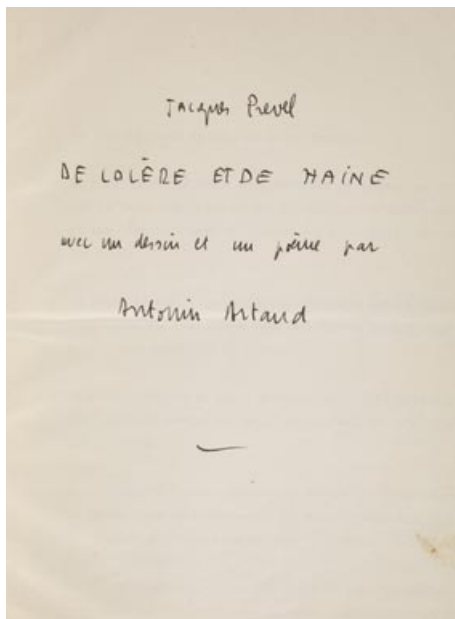 Jacques Prevel
DE COLÈRE ET DE HAINE
avec un dessin et un poème par
Antonin Artaud